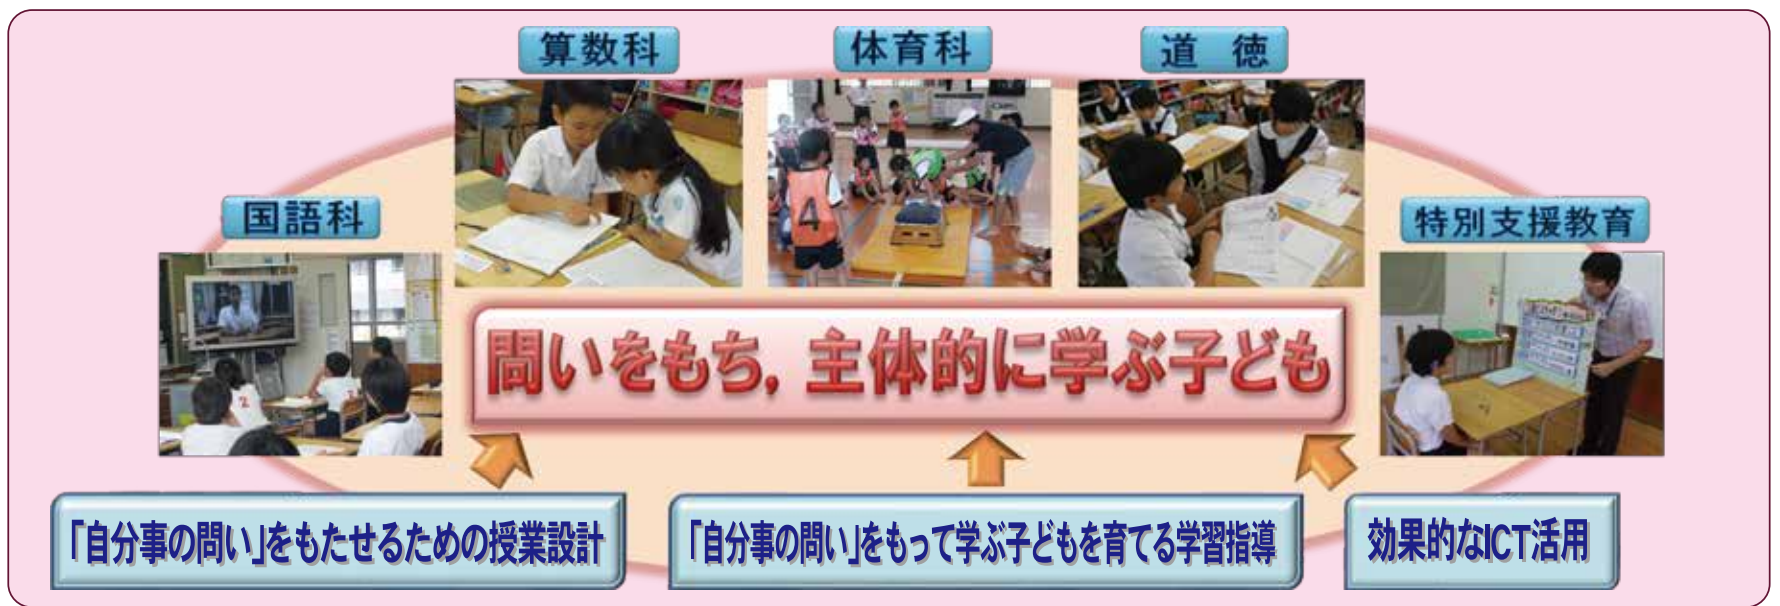 算数科
体育科
道　徳
国語科
特別支援教育
問いをもち，主体的に学ぶ子ども
「自分事の問い」をもたせるための授業設計
「自分事の問い」をもって学ぶ子どもを育てる学習指導
効果的なICT活用